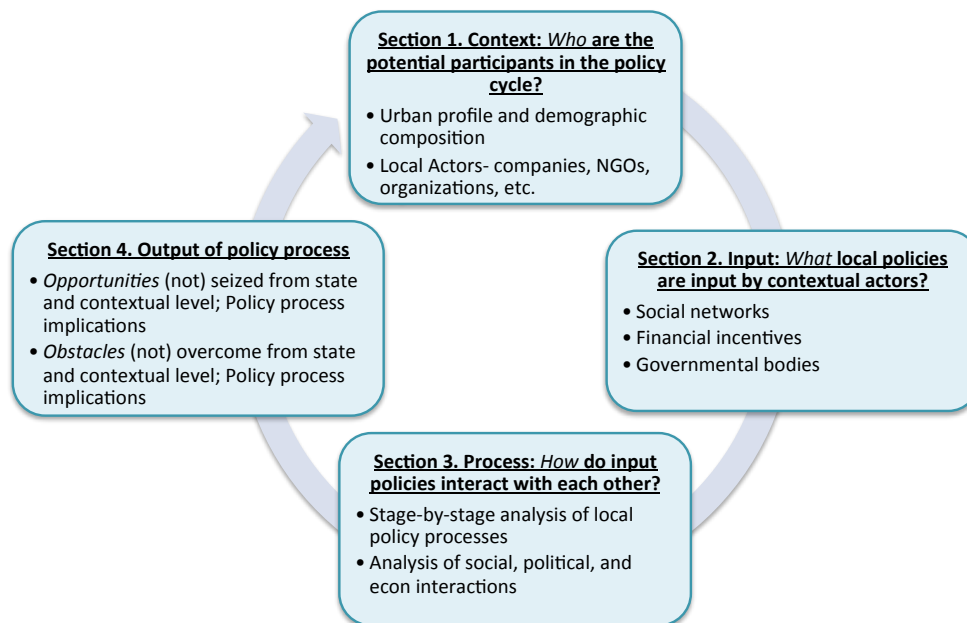 Section 1. Context: Who are the
potential participants in the policy
cycle?
• Urban profile and demographic
composition
• Local Actors- companies, NGOs,
organizations, etc.
Section 2. Input: What local policies
are input by contextual actors?
• Social networks
• Financial incentives
• Governmental bodies
Section 3. Process: How do input
policies interact with each other?
• Stage-by-stage analysis of local
policy processes
• Analysis of social, political, and
econ interactions
Section 4. Output of policy process
• Opportunities (not) seized from state
and contextual level; Policy process
implications
• Obstacles (not) overcome from state
and contextual level; Policy process
implications